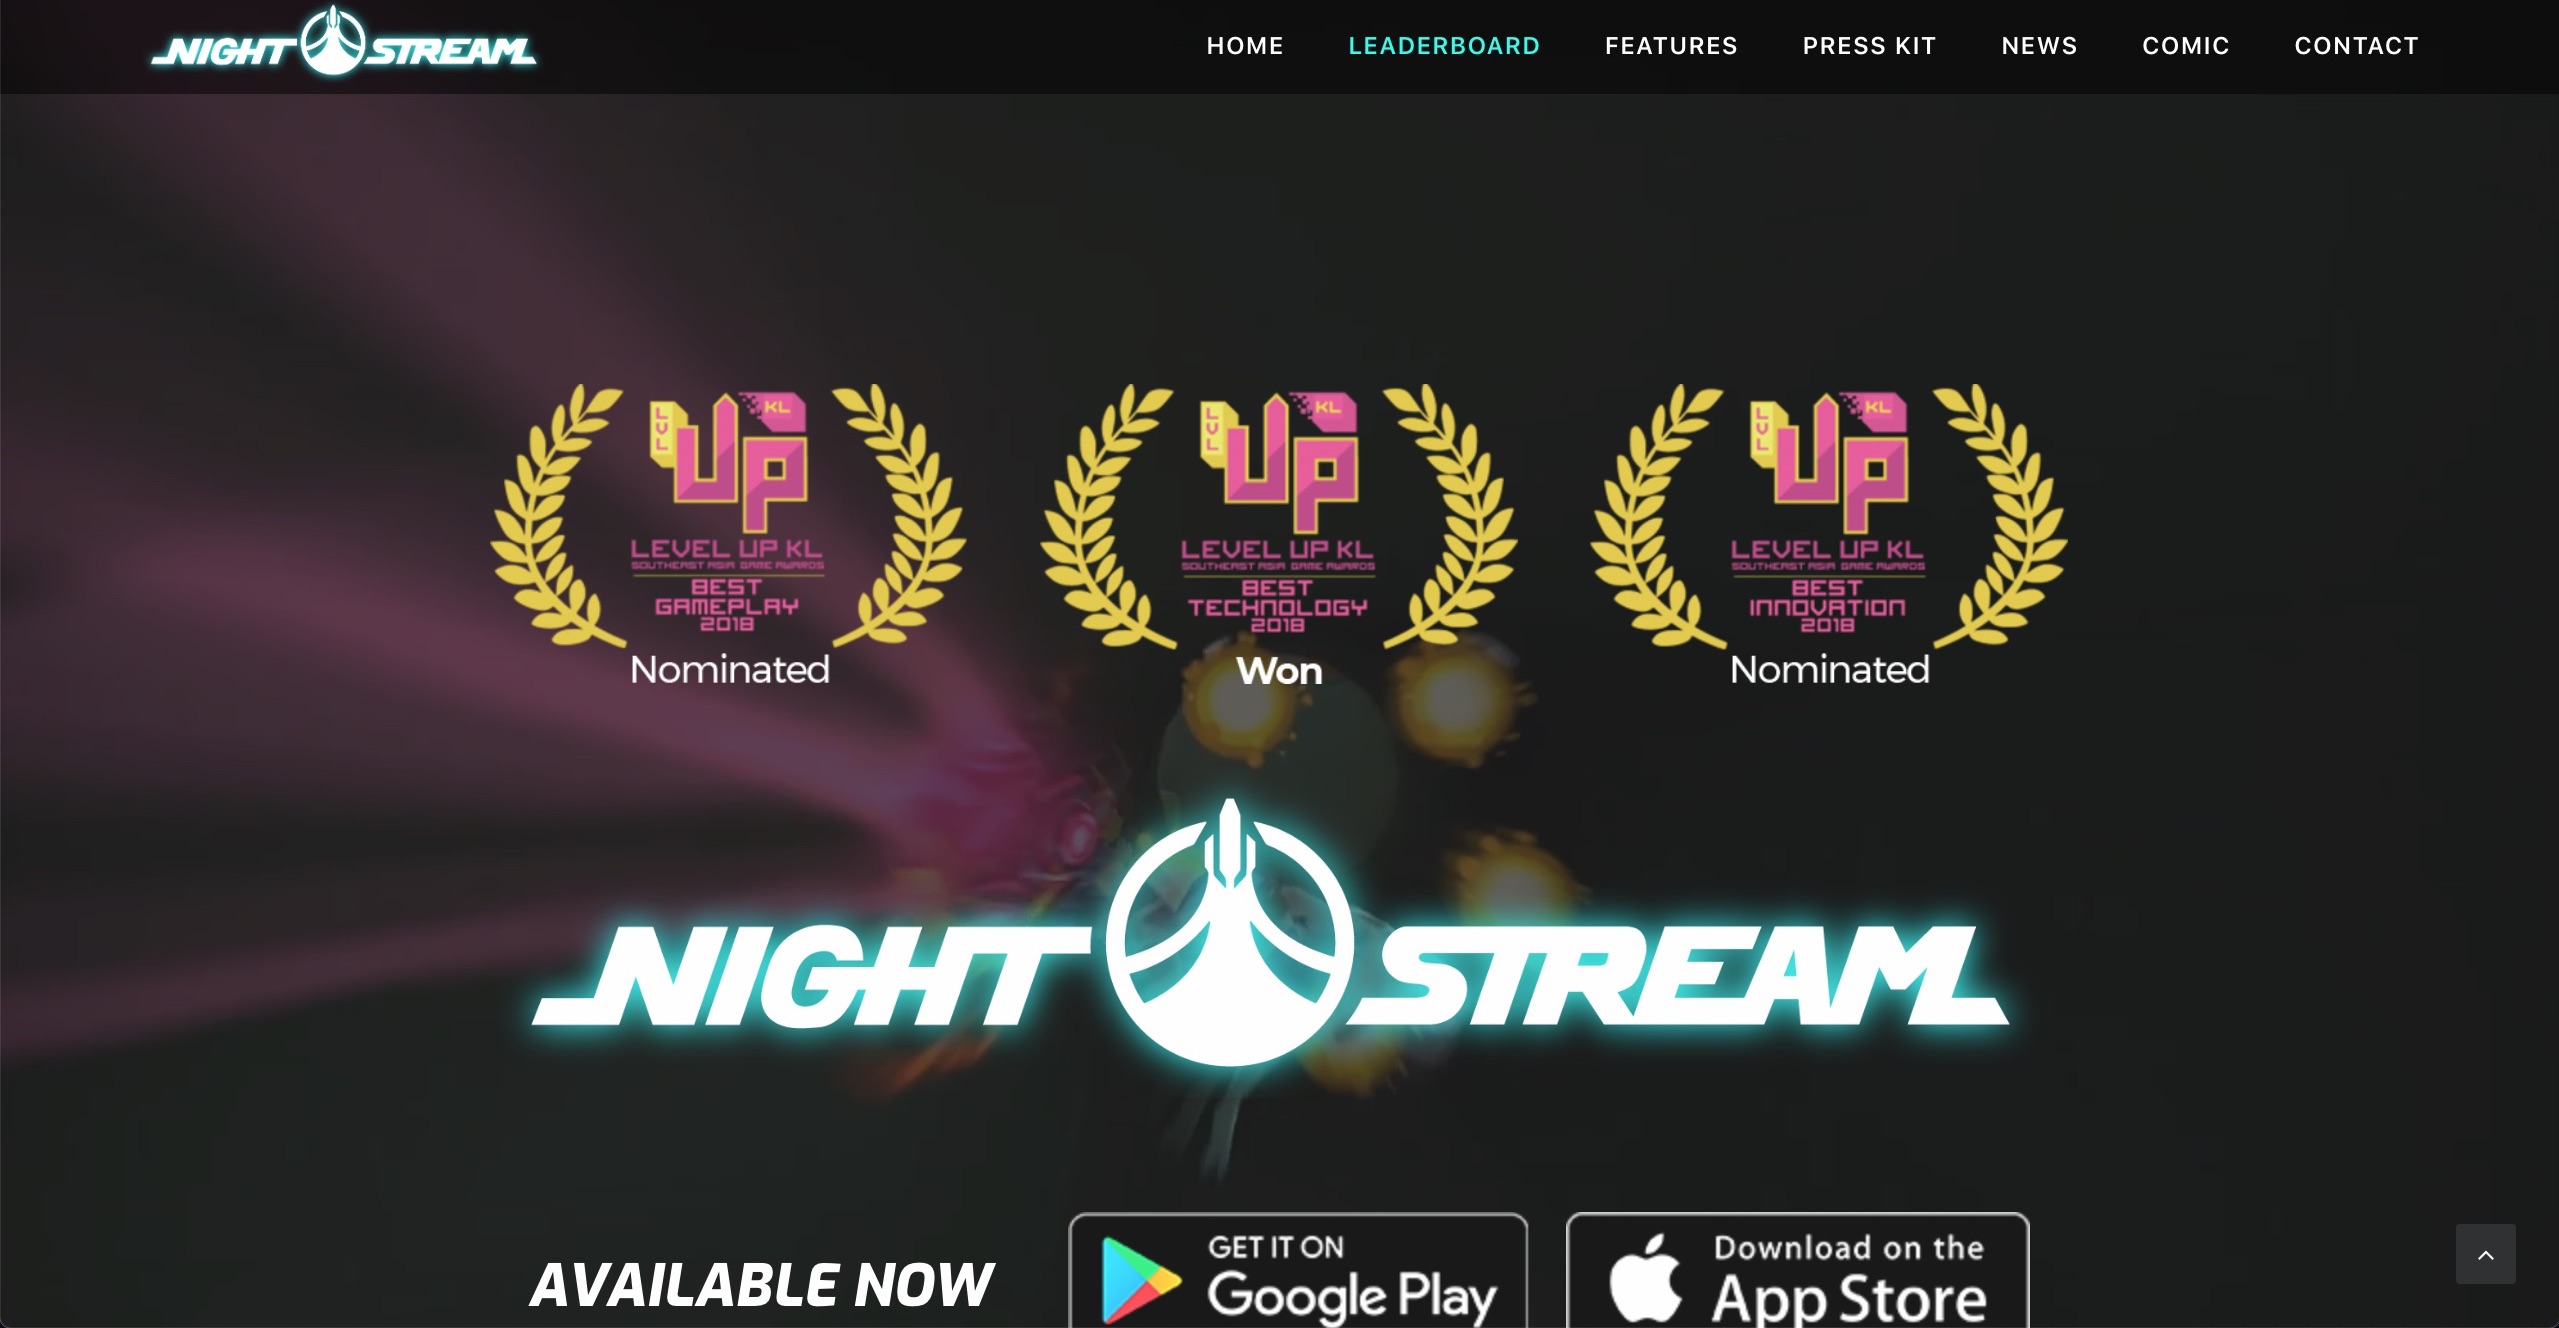 NIGHT STREAM
HOME LEADERBOARD FEATURES PRESS KIT NEWS COMIC CONTACT
LVL UP KL
LEVEL UP KL
SOUTHEAST ASIA GAME AWARDS
BEST
GAMEPLAY
2018
Nominated
LVL UP KL
LEVEL UP KL
SOUTHEAST ASIA GAME AWARDS
BEST
TECHNOLOGY
2018
Won
LVL UP KL
LEVEL UP KL
SOUTHEAST ASIA GAME AWARDS
BEST
INNOVATION
2018
Nominated
NIGHT STREAM
AVAILABLE NOW
GET IT ON
Google Play
Download on the
App Store